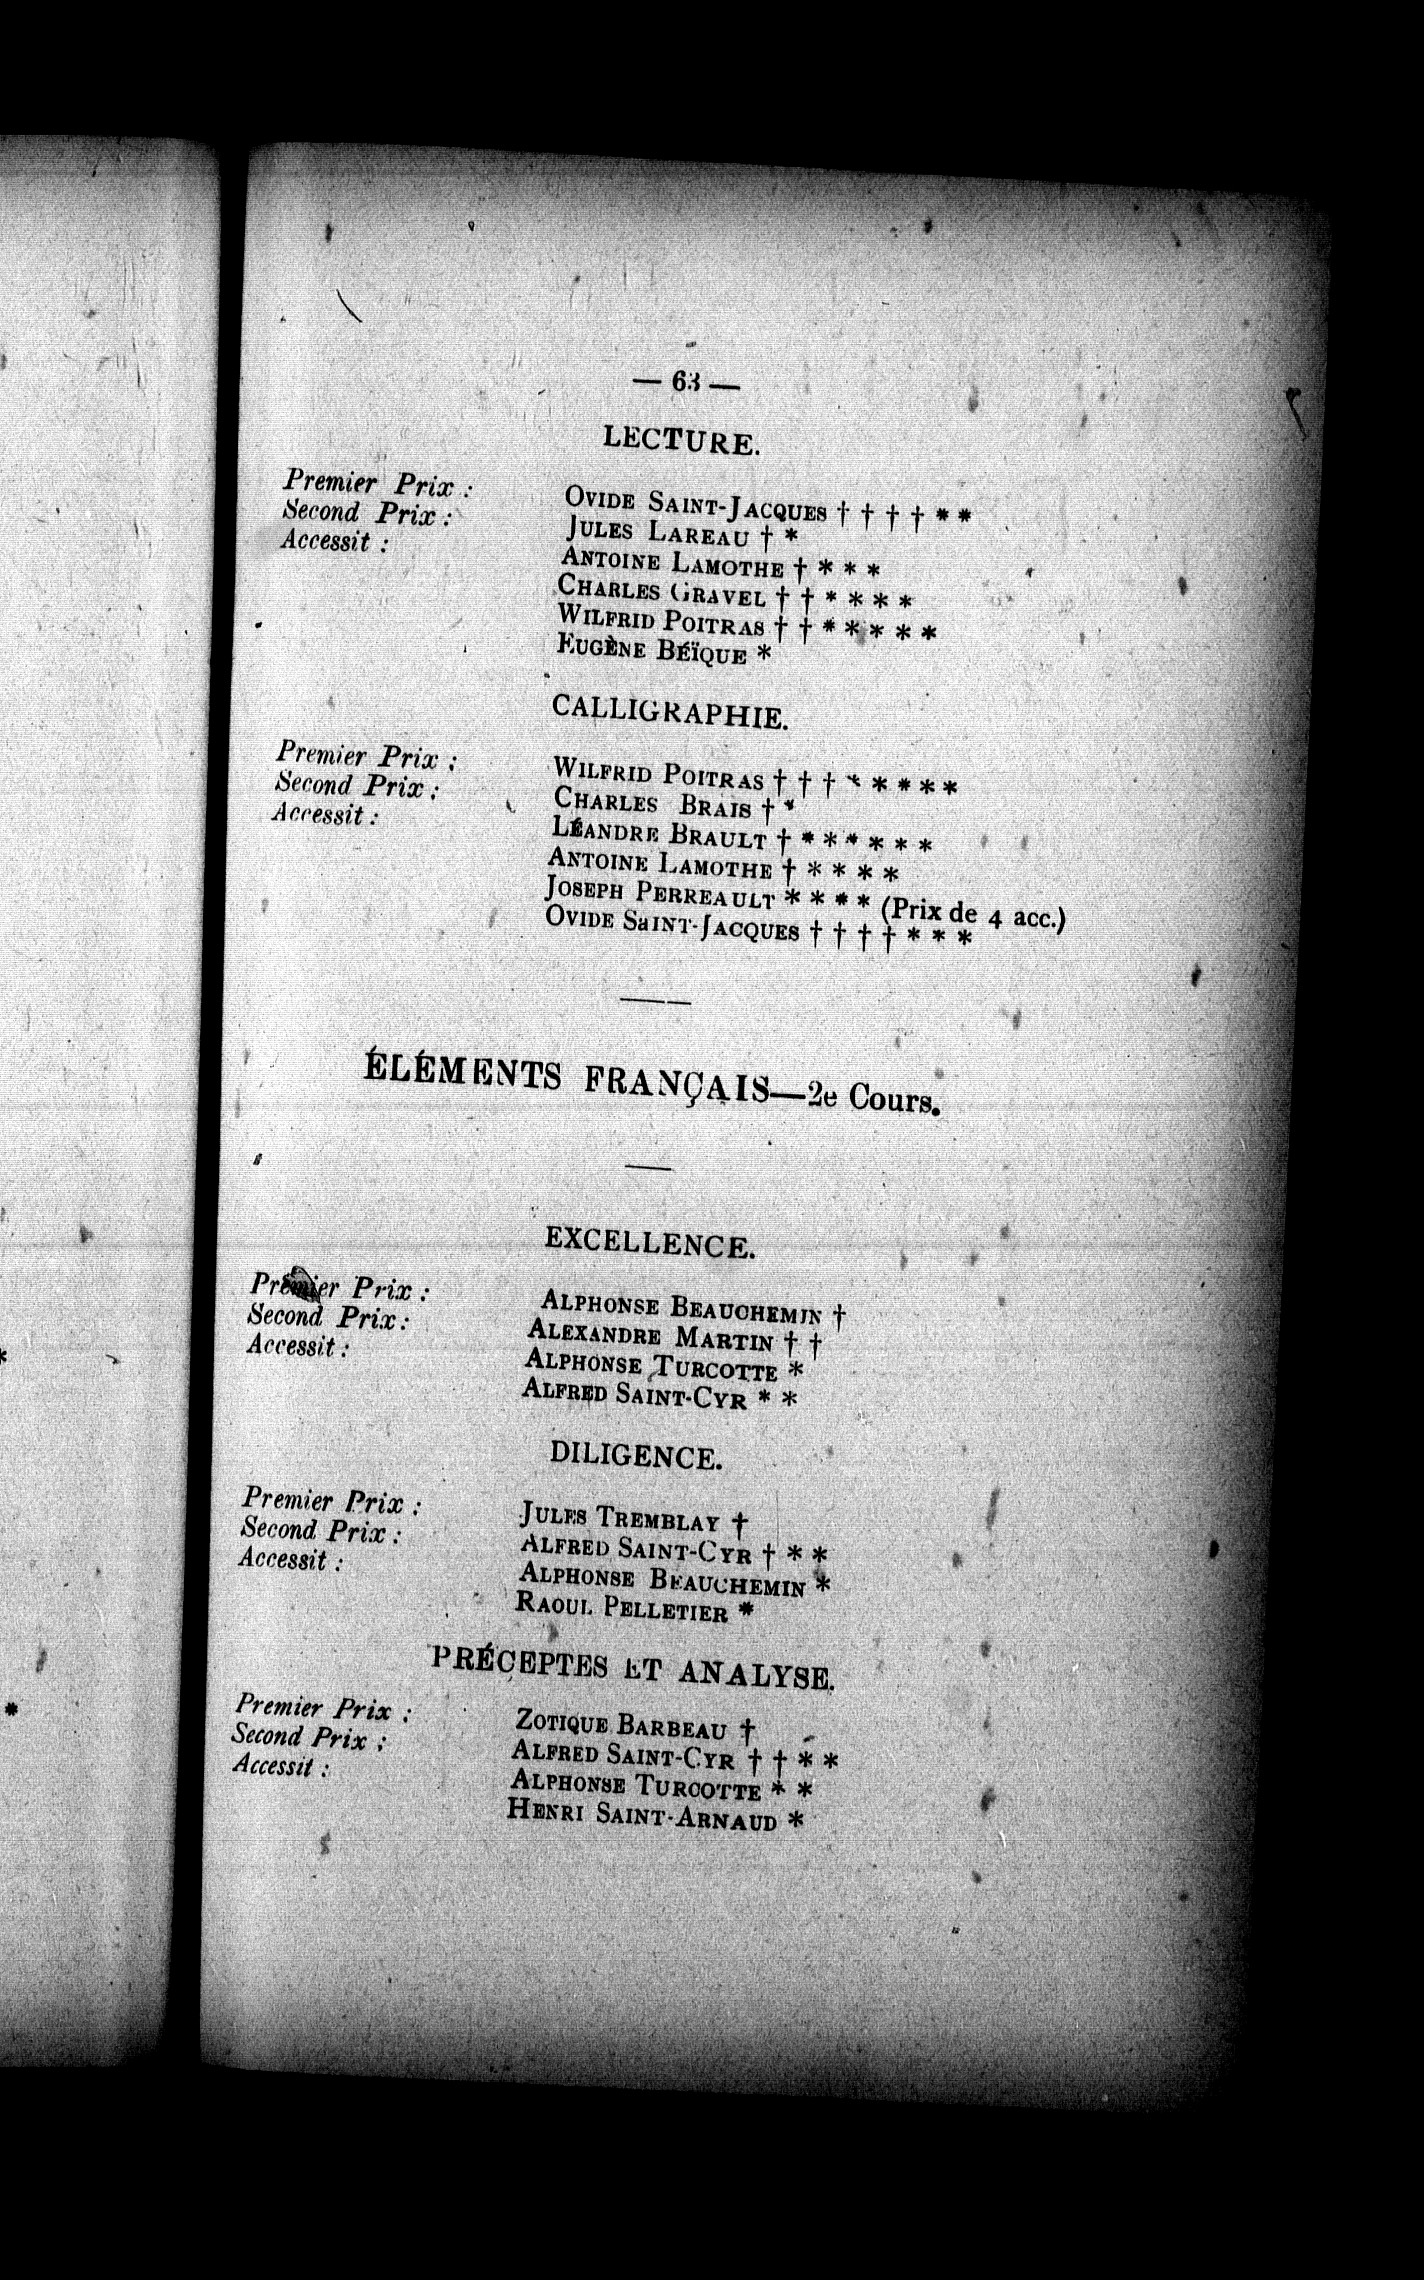 — 63 —
LECTURE.
Premier Prix : OVIDE SAINT-JACQUES † † † † * *
Second Prix : JULES LAREAU † *
Accessit : ANTOINE LAMOTHE † * * *
CHARLES GRAVEL † † * * * *
WILFRID POITRAS † † * * * * *
EUGÈNE BÉÏQUE *
CALLIGRAPHIE.
Premier Prix : WILFRID POITRAS † † † * * * * *
Second Prix : CHARLES BRAIS † *
Accessit : LÉANDRE BRAULT † * * * * * *
ANTOINE LAMOTHE † * * * *
JOSEPH PERREAULT * * * * (Prix de 4 acc.)
OVIDE SAINT-JACQUES † † † † * * *
ÉLÉMENTS FRANÇAIS—2e Cours.
EXCELLENCE.
Premier Prix : ALPHONSE BEAUCHEMIN †
Second Prix : ALEXANDRE MARTIN † †
Accessit : ALPHONSE TURCOTTE *
ALFRED SAINT-CYR * *
DILIGENCE.
Premier Prix : JULES TREMBLAY †
Second Prix : ALFRED SAINT-CYR † * *
Accessit : ALPHONSE BEAUCHEMIN *
RAOUL PELLETIER *
PRÉCEPTES ET ANALYSE.
Premier Prix : ZOTIQUE BARBEAU †
Second Prix : ALFRED SAINT-CYR † † * *
Accessit : ALPHONSE TURCOTTE * *
HENRI SAINT-ARNAUD *